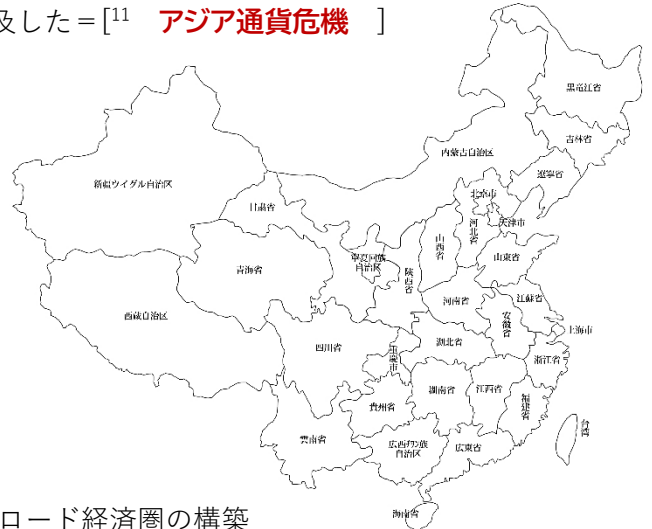 及した＝[11 アジア通貨危機 ]
黒竜江省
吉林省
内蒙古自治区
遼寧省
新疆ウイグル自治区
北京市
甘粛省
天津市
河北省
山西省
寧夏回族
自治区
山東省
青海省
陝西省
河南省
江蘇省
安徽省
西蔵自治区
上海市
四川省
重慶市
湖北省
浙江省
湖南省
江西省
貴州省
福建省
台湾
雲南省
広西チワン族
自治区
広東省
海南省
ロード経済圏の構築